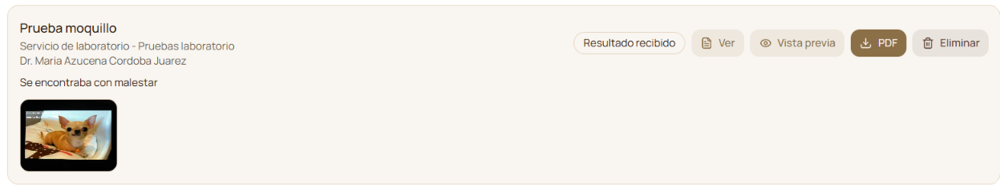 Prueba moquillo
Servicio de laboratorio - Pruebas laboratorio
Dr. Maria Azucena Cordoba Juarez
Resultado recibido
Ver
Vista previa
PDF
Eliminar
Se encontraba con malestar